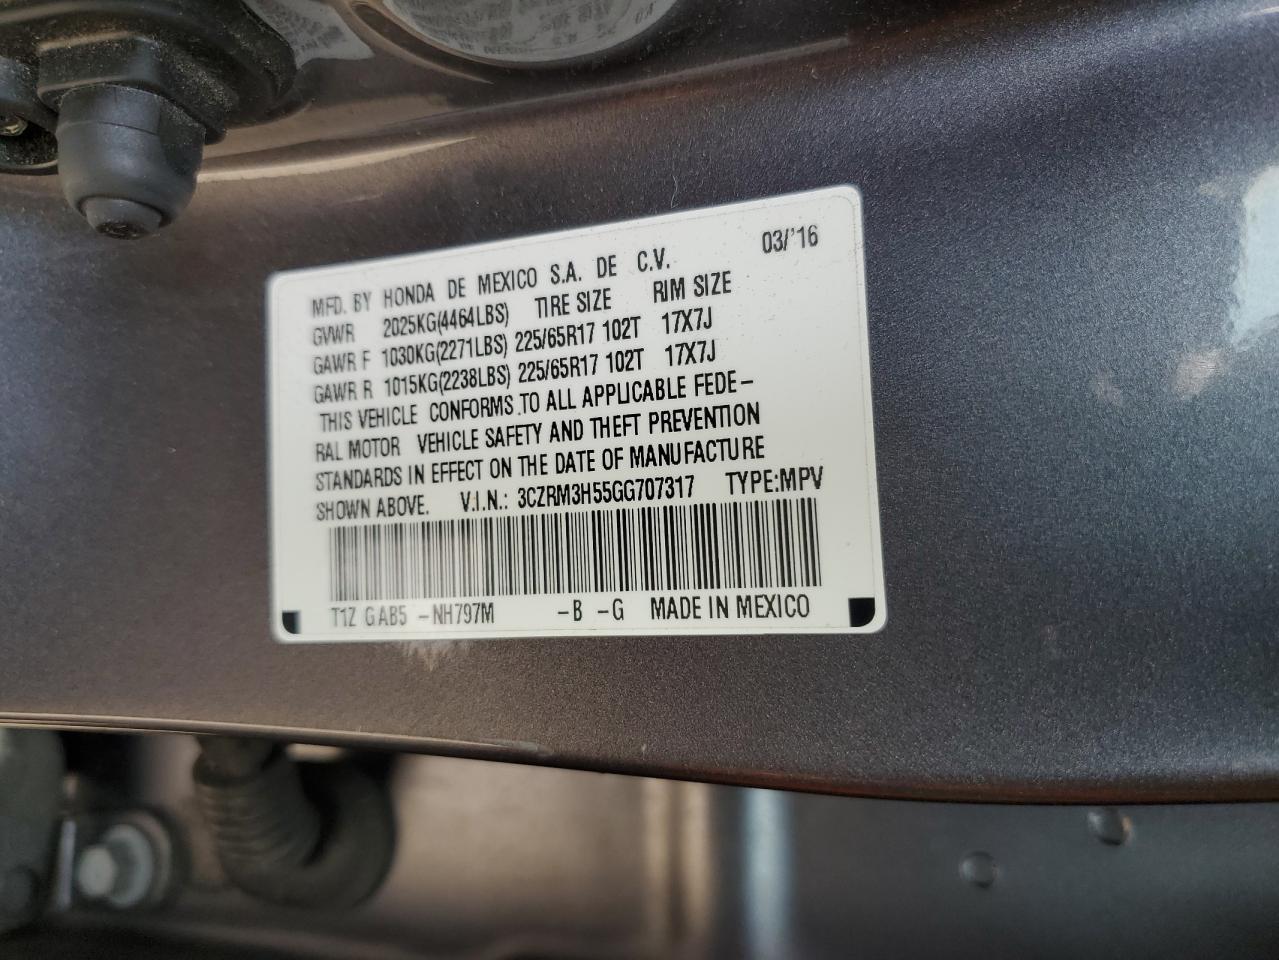 MFD. BY HONDA DE MEXICO S.A. DE C.V. 03/'16
GVWR 2025KG(4464LBS) TIRE SIZE RIM SIZE
GAWR F 1030KG(2271LBS) 225/65R17 102T 17X7J
GAWR R 1015KG(2238LBS) 225/65R17 102T 17X7J
THIS VEHICLE CONFORMS TO ALL APPLICABLE FEDE-
RAL MOTOR VEHICLE SAFETY AND THEFT PREVENTION
STANDARDS IN EFFECT ON THE DATE OF MANUFACTURE
SHOWN ABOVE. V.I.N.: 3CZRM3H55GG707317 TYPE:MPV
T1Z GAB5 -NH797M -B -G MADE IN MEXICO